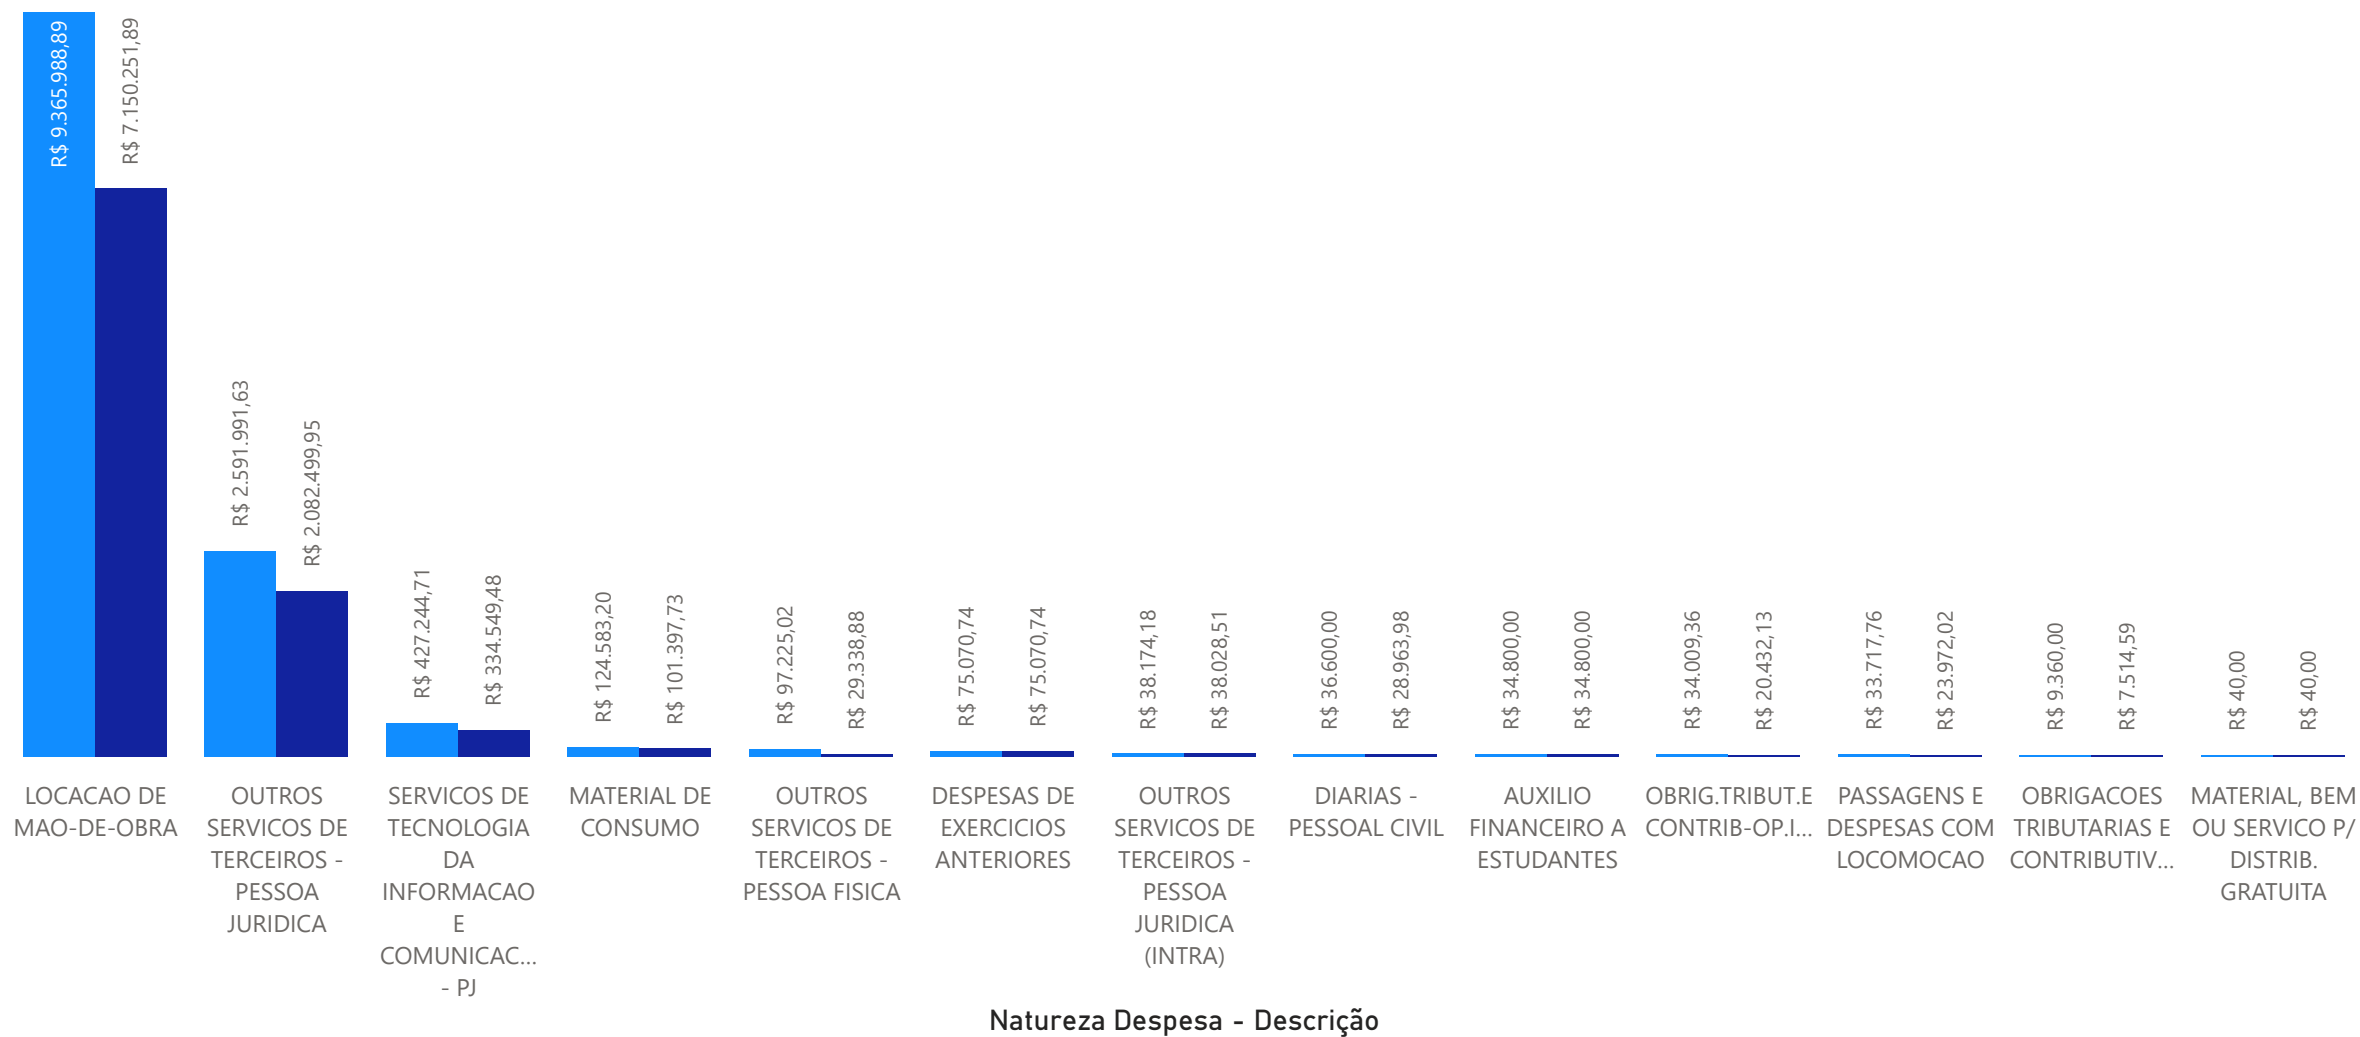 R$ 9.365.988,89
R$ 7.150.251,89
R$ 2.591.991,63
R$ 2.082.499,95
R$ 427.244,71
R$ 334.549,48
R$ 124.583,20
R$ 101.397,73
R$ 97.225,02
R$ 29.338,88
R$ 75.070,74
R$ 75.070,74
R$ 38.174,18
R$ 38.028,51
R$ 36.600,00
R$ 28.963,98
R$ 34.800,00
R$ 34.800,00
R$ 34.009,36
R$ 20.432,13
R$ 33.717,76
R$ 23.972,02
R$ 9.360,00
R$ 7.514,59
R$ 40,00
R$ 40,00
LOCACAO DE
MAO-DE-OBRA
OUTROS
SERVICOS DE
TERCEIROS -
PESSOA
JURIDICA
SERVICOS DE
TECNOLOGIA
DA
INFORMACAO
E
COMUNICAC...
- PJ
MATERIAL DE
CONSUMO
OUTROS
SERVICOS DE
TERCEIROS -
PESSOA FISICA
DESPESAS DE
EXERCICIOS
ANTERIORES
OUTROS
SERVICOS DE
TERCEIROS -
PESSOA
JURIDICA
(INTRA)
DIARIAS -
PESSOAL CIVIL
AUXILIO
FINANCEIRO A
ESTUDANTES
OBRIG.TRIBUT.E
CONTRIB-OP.I...
PASSAGENS E
DESPESAS COM
LOCOMOCAO
OBRIGACOES
TRIBUTARIAS E
CONTRIBUTIV...
MATERIAL, BEM
OU SERVICO P/
DISTRIB.
GRATUITA
Natureza Despesa - Descrição